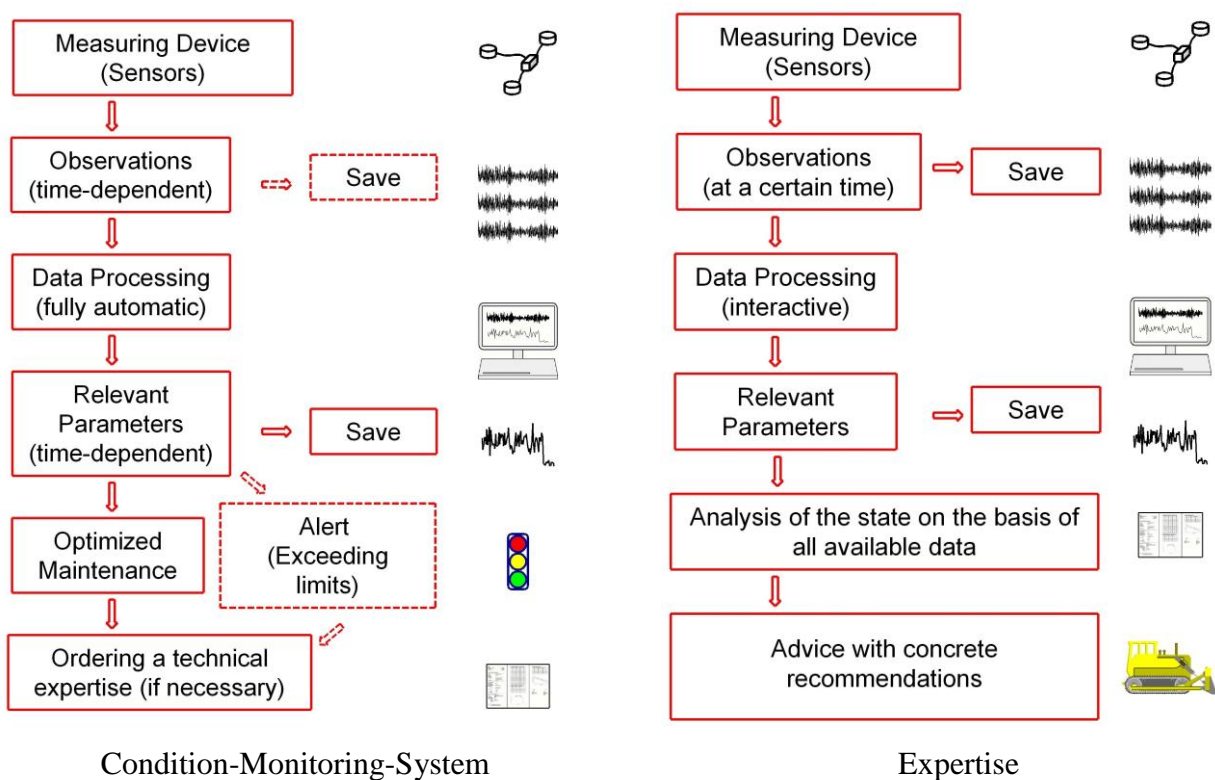 Measuring Device
(Sensors)
Observations
(time-dependent)
Save
Data Processing
(fully automatic)
Relevant
Parameters
(time-dependent)
Save
Optimized
Maintenance
Alert
(Exceeding
limits)
Ordering a technical
expertise (if necessary)
Condition-Monitoring-System
Measuring Device
(Sensors)
Observations
(at a certain time)
Save
Data Processing
(interactive)
Relevant
Parameters
Save
Analysis of the state on the basis of
all available data
Advice with concrete
recommendations
Expertise